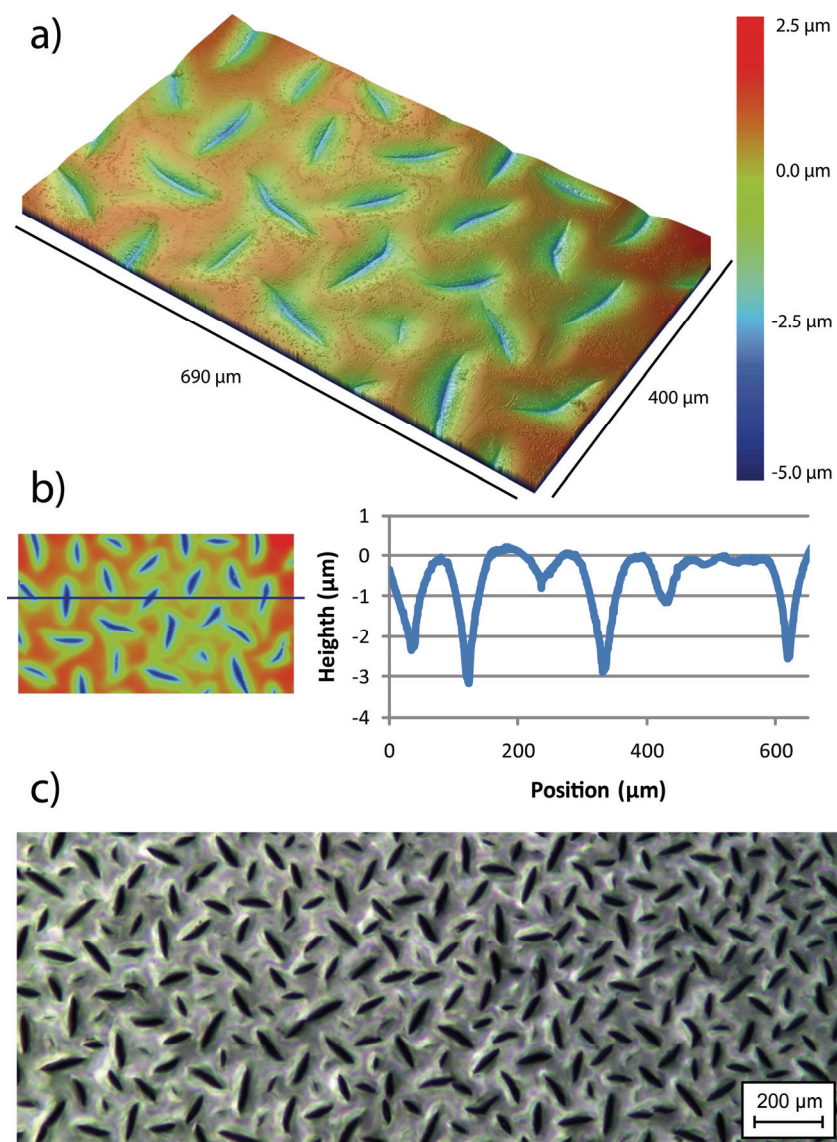 a)
2.5 µm
0.0 µm
-2.5 µm
-5.0 µm
690 µm
400 µm
b)
1
0
-1
-2
-3
-4
Heighth (µm)
0
200
400
600
Position (µm)
c)
200 µm